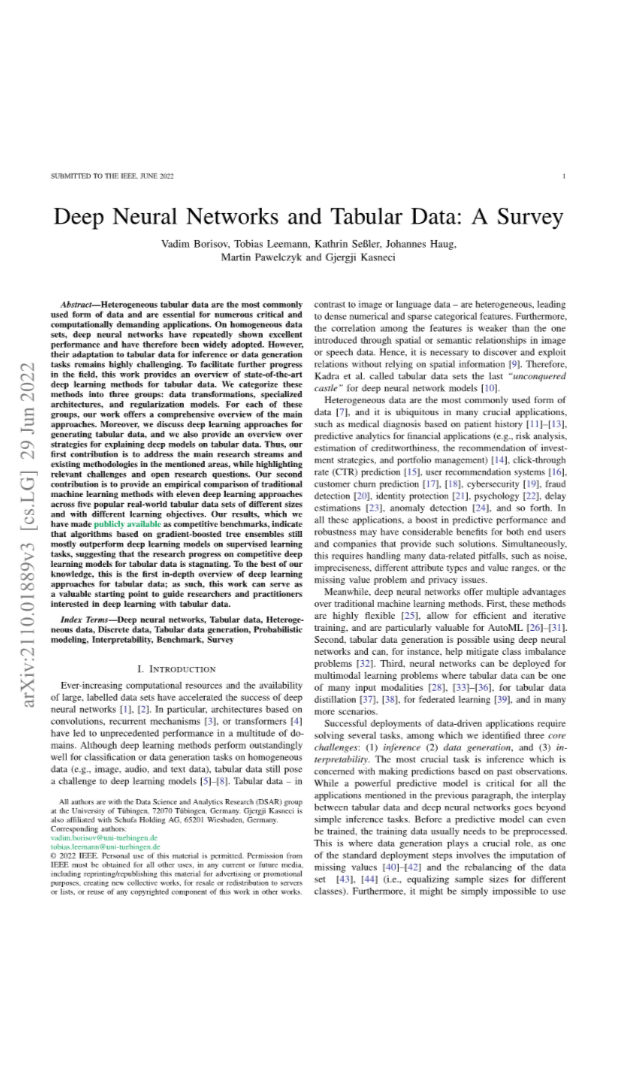 SUBMITTED TO THE IEEE, JUNE 2022 1
Deep Neural Networks and Tabular Data: A Survey
Vadim Borisov, Tobias Leemann, Kathrin Seßler, Johannes Haug,
Martin Pawelczyk and Gjergji Kasneci
arXiv:2110.01889v3 [cs.LG] 29 Jun 2022
Abstract—Heterogeneous tabular data are the most commonly
used form of data and are essential for numerous critical and
computationally demanding applications. On homogeneous data
sets, deep neural networks have repeatedly shown excellent
performance and have therefore been widely adopted. However,
their adaptation to tabular data for inference or data generation
tasks remains highly challenging. To facilitate further progress
in the field, this work provides an overview of state-of-the-art
deep learning methods for tabular data. We categorize these
methods into three groups: data transformations, specialized
architectures, and regularization models. For each of these
groups, our work offers a comprehensive overview of the main
approaches. Moreover, we discuss deep learning approaches for
generating tabular data, and we also provide an overview over
strategies for explaining deep models on tabular data. Thus, our
first contribution is to address the main research streams and
existing methodologies in the mentioned areas, while highlighting
relevant challenges and open research questions. Our second
contribution is to provide an empirical comparison of traditional
machine learning methods with eleven deep learning approaches
across five popular real-world tabular data sets of different sizes
and with different learning objectives. Our results, which we
have made publicly available as competitive benchmarks, indicate
that algorithms based on gradient-boosted tree ensembles still
mostly outperform deep learning models on supervised learning
tasks, suggesting that the research progress on competitive deep
learning models for tabular data is stagnating. To the best of our
knowledge, this is the first in-depth overview of deep learning
approaches for tabular data; as such, this work can serve as
a valuable starting point to guide researchers and practitioners
interested in deep learning with tabular data.
Index Terms—Deep neural networks, Tabular data, Heteroge-
neous data, Discrete data, Tabular data generation, Probabilistic
modeling, Interpretability, Benchmark, Survey
I. INTRODUCTION
Ever-increasing computational resources and the availability
of large, labelled data sets have accelerated the success of deep
neural networks [1], [2]. In particular, architectures based on
convolutions, recurrent mechanisms [3], or transformers [4]
have led to unprecedented performance in a multitude of do-
mains. Although deep learning methods perform outstandingly
well for classification or data generation tasks on homogeneous
data (e.g., image, audio, and text data), tabular data still pose
a challenge to deep learning models [5]–[8]. Tabular data – in
All authors are with the Data Science and Analytics Research (DSAR) group
at the University of Tübingen, 72070 Tübingen, Germany. Gjergji Kasneci is
also affiliated with Schufa Holding AG, 65201 Wiesbaden, Germany.
Corresponding authors:
vadim.borisov@uni-tuebingen.de
tobias.leemann@uni-tuebingen.de
© 2022 IEEE. Personal use of this material is permitted. Permission from
IEEE must be obtained for all other uses, in any current or future media,
including reprinting/republishing this material for advertising or promotional
purposes, creating new collective works, for resale or redistribution to servers
or lists, or reuse of any copyrighted component of this work in other works.
contrast to image or language data – are heterogeneous, leading
to dense numerical and sparse categorical features. Furthermore,
the correlation among the features is weaker than the one
introduced through spatial or semantic relationships in image
or speech data. Hence, it is necessary to discover and exploit
relations without relying on spatial information [9]. Therefore,
Kadra et al. called tabular data sets the last "unconquered
castle" for deep neural network models [10].
Heterogeneous data are the most commonly used form of
data [7], and it is ubiquitous in many crucial applications,
such as medical diagnosis based on patient history [11]–[13],
predictive analytics for financial applications (e.g., risk analysis,
estimation of creditworthiness, the recommendation of invest-
ment strategies, and portfolio management) [14], click-through
rate (CTR) prediction [15], user recommendation systems [16],
customer churn prediction [17], [18], cybersecurity [19], fraud
detection [20], identity protection [21], psychology [22], delay
estimations [23], anomaly detection [24], and so forth. In
all these applications, a boost in predictive performance and
robustness may have considerable benefits for both end users
and companies that provide such solutions. Simultaneously,
this requires handling many data-related pitfalls, such as noise,
impreciseness, different attribute types and value ranges, or the
missing value problem and privacy issues.
Meanwhile, deep neural networks offer multiple advantages
over traditional machine learning methods. First, these methods
are highly flexible [25], allow for efficient and iterative
training, and are particularly valuable for AutoML [26]–[31].
Second, tabular data generation is possible using deep neural
networks and can, for instance, help mitigate class imbalance
problems [32]. Third, neural networks can be deployed for
multimodal learning problems where tabular data can be one
of many input modalities [28], [33]–[36], for tabular data
distillation [37], [38], for federated learning [39], and in many
more scenarios.
Successful deployments of data-driven applications require
solving several tasks, among which we identified three core
challenges: (1) inference (2) data generation, and (3) in-
terpretability. The most crucial task is inference which is
concerned with making predictions based on past observations.
While a powerful predictive model is critical for all the
applications mentioned in the previous paragraph, the interplay
between tabular data and deep neural networks goes beyond
simple inference tasks. Before a predictive model can even
be trained, the training data usually needs to be preprocessed.
This is where data generation plays a crucial role, as one
of the standard deployment steps involves the imputation of
missing values [40]–[42] and the rebalancing of the data
set [43], [44] (i.e., equalizing sample sizes for different
classes). Furthermore, it might be simply impossible to use